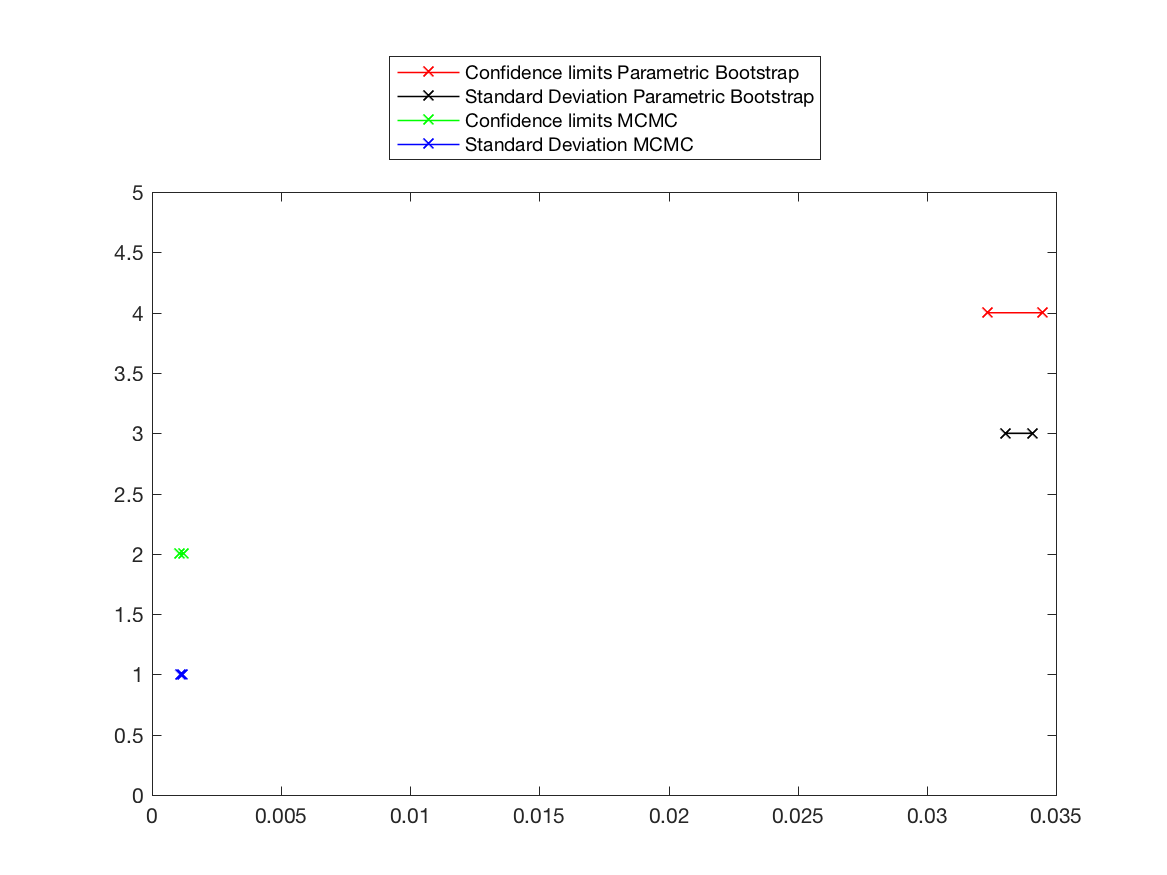 Confidence limits Parametric Bootstrap
Standard Deviation Parametric Bootstrap
Confidence limits MCMC
Standard Deviation MCMC
5
4.5
4
3.5
3
2.5
2
1.5
1
0.5
0
0 0.005 0.01 0.015 0.02 0.025 0.03 0.035